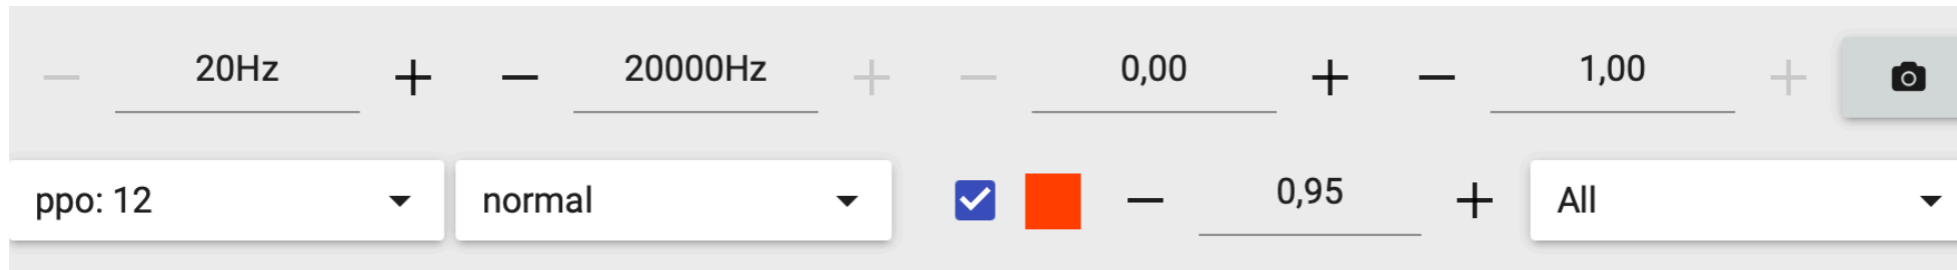 20Hz 20000Hz 0,00 1,00
ppo: 12 normal 0,95 All